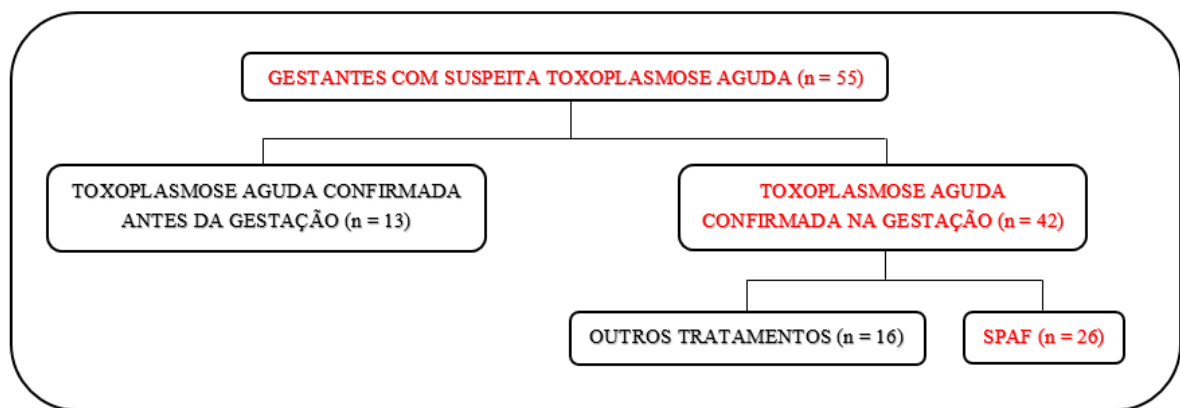 GESTANTES COM SUSPEITA TOXOPLASMOSE AGUDA (n = 55)
TOXOPLASMOSE AGUDA CONFIRMADA
ANTES DA GESTAÇÃO (n = 13)
TOXOPLASMOSE AGUDA
CONFIRMADA NA GESTAÇÃO (n = 42)
OUTROS TRATAMENTOS (n = 16)
SPAF (n = 26)